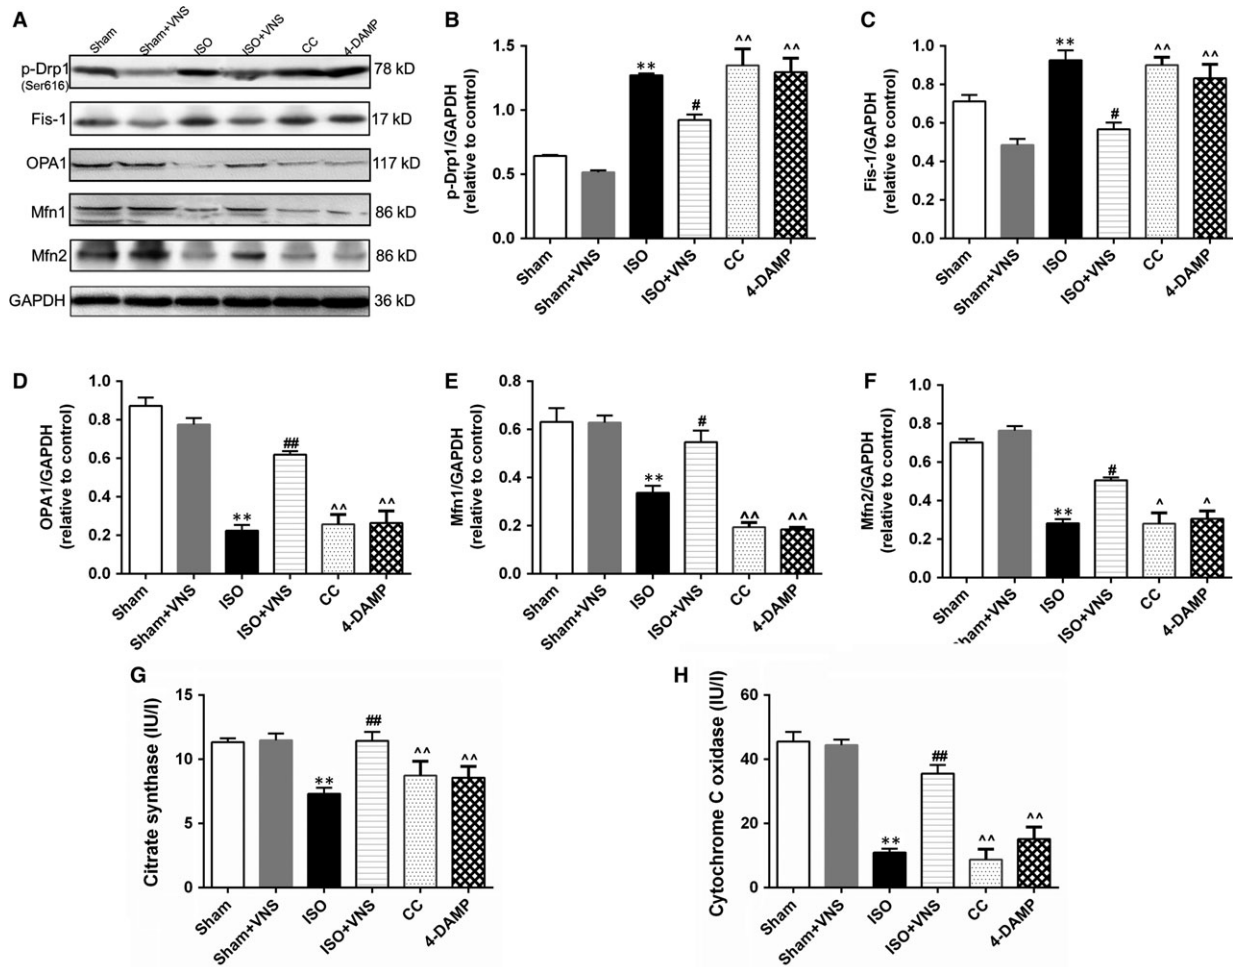 A
Sham
Sham+VNS
ISO
ISO+VNS
CC
4-DAMP
p-Drp1
(Ser616)
78 kD
Fis-1
17 kD
OPA1
117 kD
Mfn1
86 kD
Mfn2
86 kD
GAPDH
36 kD
B
p-Drp1/GAPDH
(relative to control)
1.5
1.0
0.5
0.0
**
#
^^
^^
Sham
Sham+VNS
ISO
ISO+VNS
CC
4-DAMP
C
Fis-1/GAPDH
(relative to control)
1.0
0.8
0.6
0.4
0.2
0.0
**
#
^^
^^
Sham
Sham+VNS
ISO
ISO+VNS
CC
4-DAMP
D
OPA1/GAPDH
(relative to control)
1.0
0.8
0.6
0.4
0.2
0.0
**
##
^^
^^
Sham
Sham+VNS
ISO
ISO+VNS
CC
4-DAMP
E
Mfn1/GAPDH
(relative to control)
0.8
0.6
0.4
0.2
0.0
**
#
^^
^^
Sham
Sham+VNS
ISO
ISO+VNS
CC
4-DAMP
F
Mfn2/GAPDH
(relative to control)
1.0
0.8
0.6
0.4
0.2
0.0
**
#
^
^
Sham
Sham+VNS
ISO
ISO+VNS
CC
4-DAMP
G
Citrate synthase (IU/l)
15
10
5
0
**
##
^^
^^
Sham
Sham+VNS
ISO
ISO+VNS
CC
4-DAMP
H
Cytochrome C oxidase (IU/l)
60
40
20
0
**
##
^^
^^
Sham
Sham+VNS
ISO
ISO+VNS
CC
4-DAMP